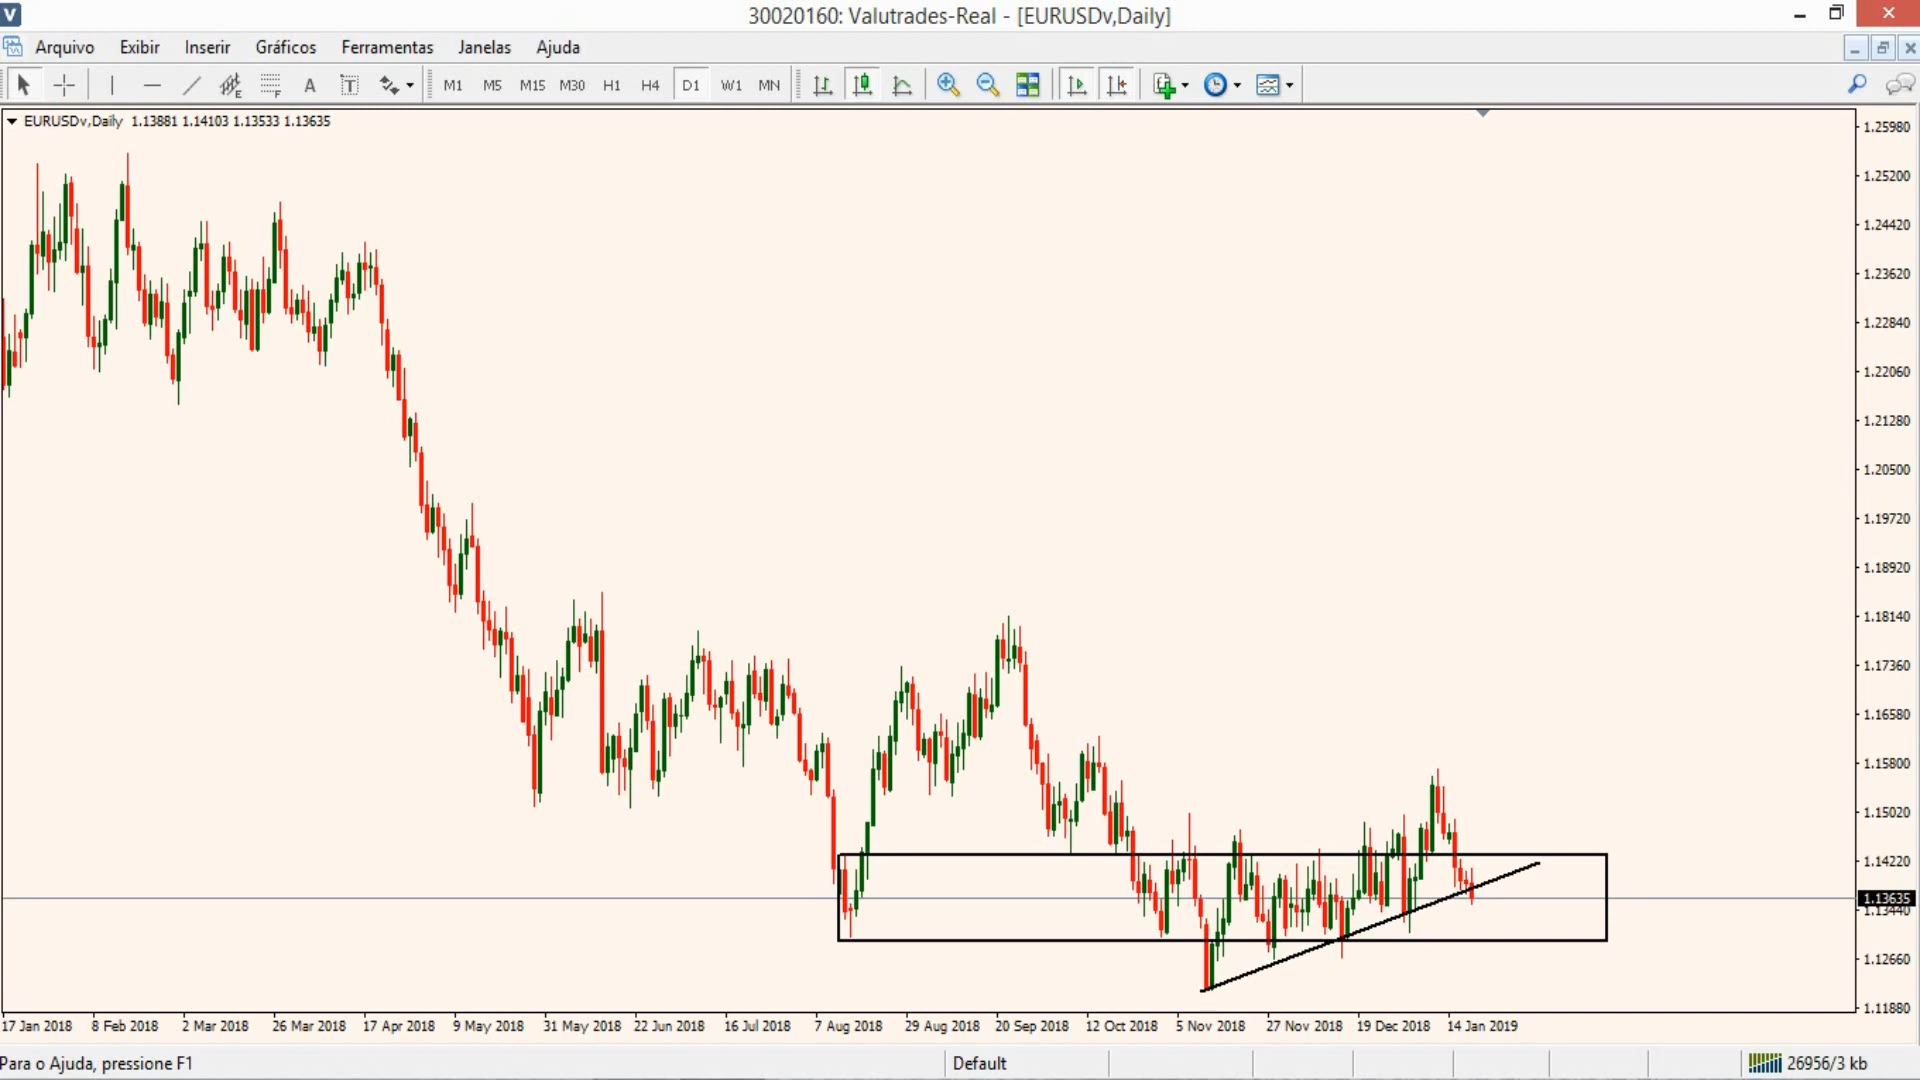 V
30020160: Valutrades-Real - [EURUSDv,Daily]
Arquivo Exibir Inserir Gráficos Ferramentas Janelas Ajuda
E F A T M1 M5 M15 M30 H1 H4 D1 W1 MN
EURUSDv,Daily 1.13881 1.14103 1.13533 1.13635
1.25980
1.25200
1.24420
1.23620
1.22840
1.22060
1.21280
1.20500
1.19720
1.18920
1.18140
1.17360
1.16580
1.15800
1.15020
1.14220
1.13635
1.13440
1.12660
1.11880
17 Jan 2018 8 Feb 2018 2 Mar 2018 26 Mar 2018 17 Apr 2018 9 May 2018 31 May 2018 22 Jun 2018 16 Jul 2018 7 Aug 2018 29 Aug 2018 20 Sep 2018 12 Oct 2018 5 Nov 2018 27 Nov 2018 19 Dec 2018 14 Jan 2019
Para o Ajuda, pressione F1 Default 26956/3 kb